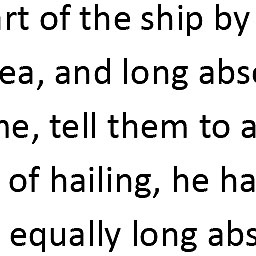 art of the ship by
ea, and long abs
e, tell them to a
of hailing, he ha
equally long abs